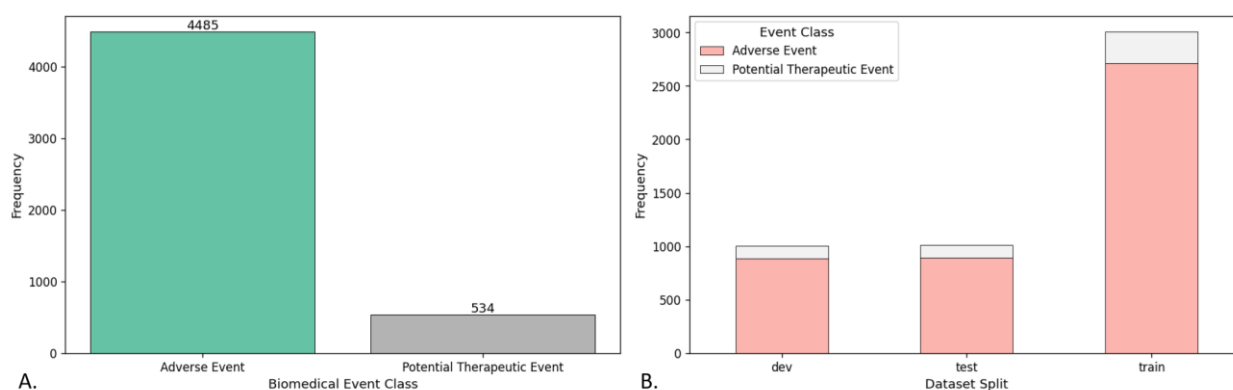 4485
4000
3000
2000
1000
0
Frequency
534
Adverse Event
Potential Therapeutic Event
Biomedical Event Class
A.
3000
2500
2000
1500
1000
500
0
Frequency
Event Class
Adverse Event
Potential Therapeutic Event
dev
test
train
Dataset Split
B.